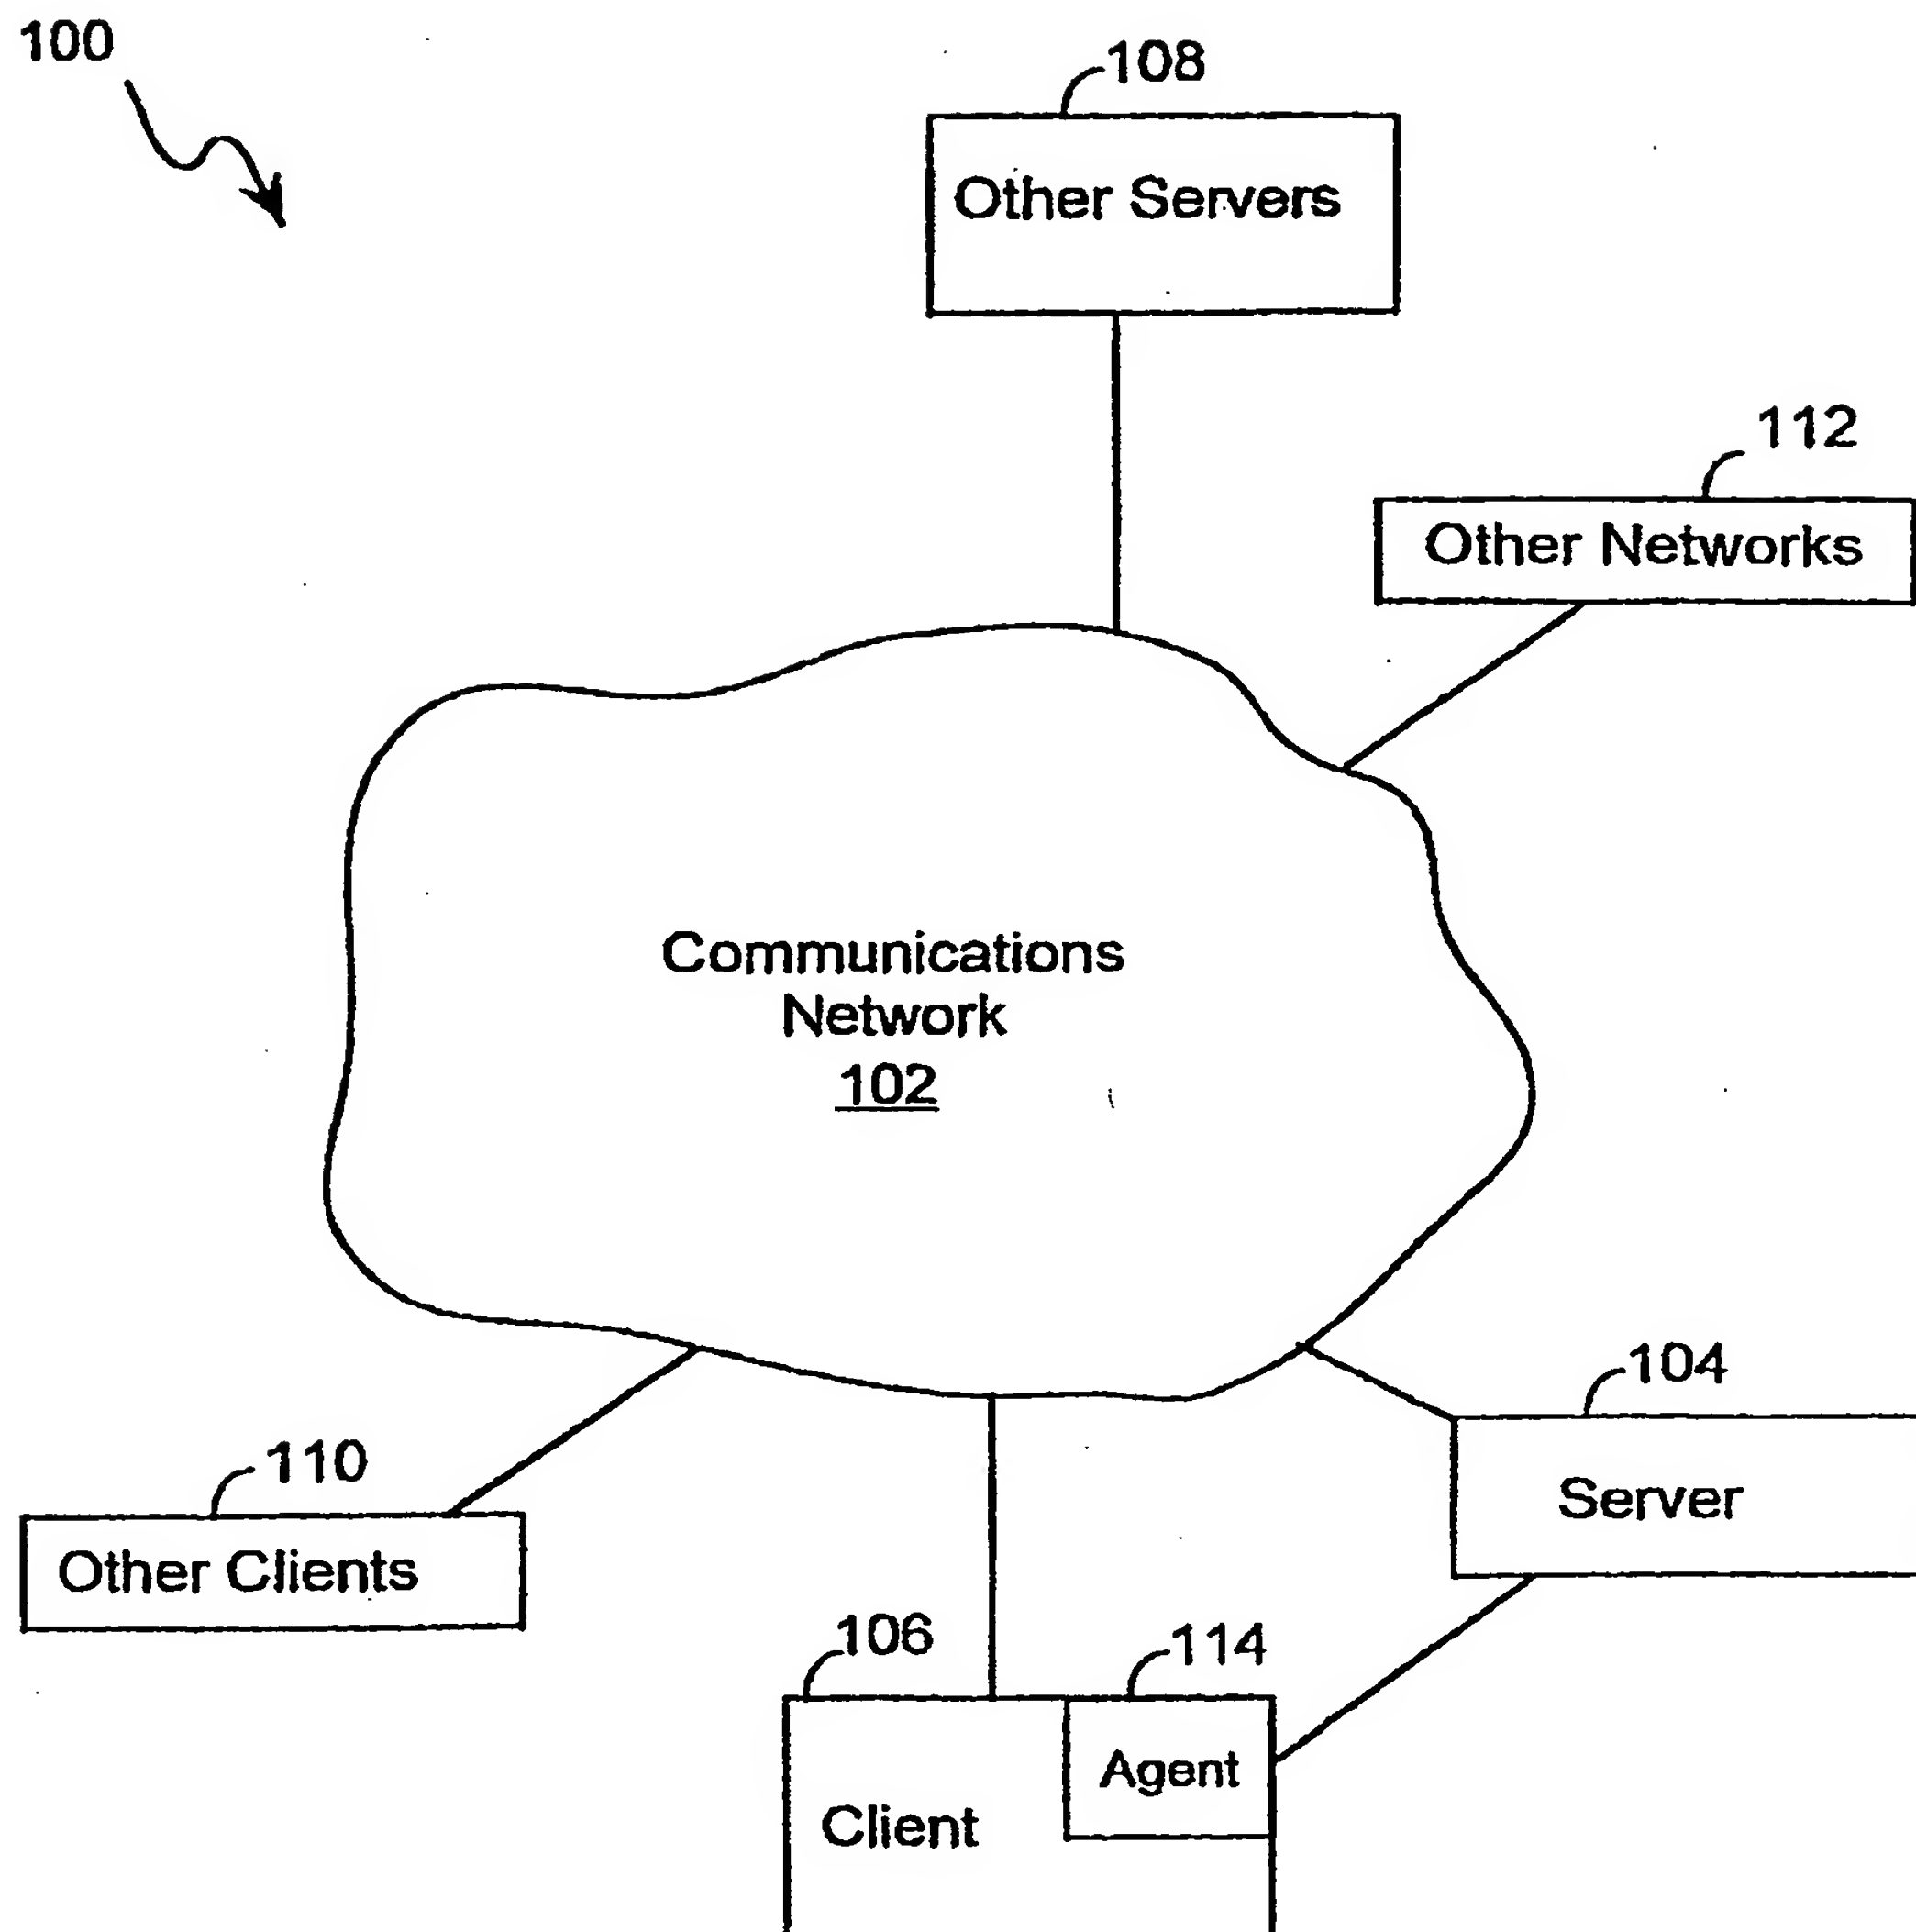 100
108
Other Servers
112
Other Networks
Communications
Network
102
104
Server
110
Other Clients
106
114
Agent
Client